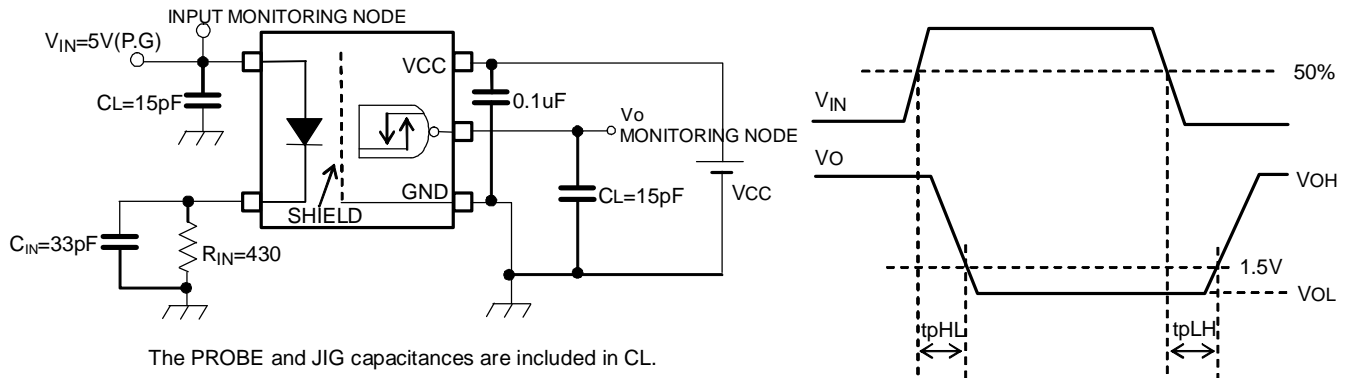 INPUT MONITORING NODE
VIN=5V(P.G)
CL=15pF
VCC
0.1uF
Vo
MONITORING NODE
GND
SHIELD
CL=15pF
VCC
CIN=33pF
RIN=430
The PROBE and JIG capacitances are included in CL.
50%
VIN
VO
VOH
1.5V
VOL
tpHL
tpLH